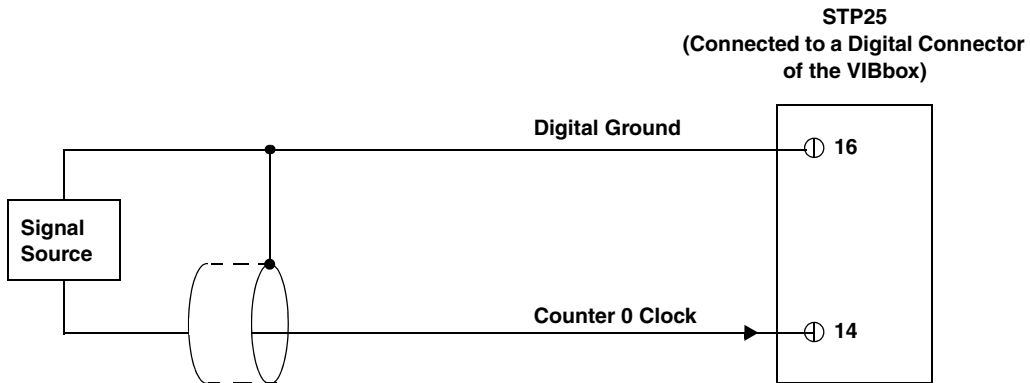 STP25
(Connected to a Digital Connector
of the VIBbox)
Digital Ground
16
Signal
Source
Counter 0 Clock
14